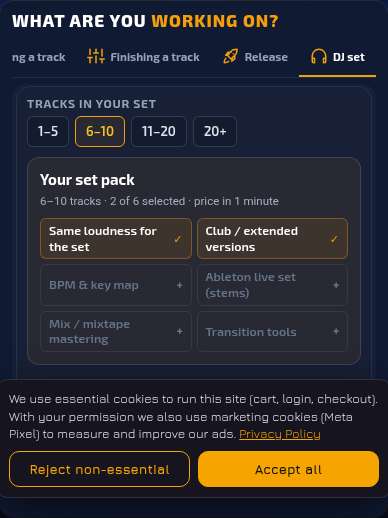 WHAT ARE YOU WORKING ON?
ng a track
Finishing a track
Release
DJ set
TRACKS IN YOUR SET
1–5
6–10
11–20
20+
Your set pack
6–10 tracks · 2 of 6 selected · price in 1 minute
Same loudness for
the set
✓
Club / extended
versions
✓
BPM & key map
+
Ableton live set
(stems)
+
Mix / mixtape
mastering
+
Transition tools
+
We use essential cookies to run this site (cart, login, checkout).
With your permission we also use marketing cookies (Meta
Pixel) to measure and improve our ads. Privacy Policy
Reject non-essential
Accept all